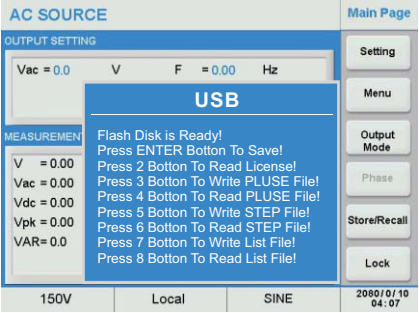 AC SOURCE
Main Page
OUTPUT SETTING
Vac = 0.0 V F = 0.00 Hz
Setting
Menu
Output
Mode
Phase
Store/Recall
Lock
USB
Flash Disk is Ready!
Press ENTER Botton To Save!
Press 2 Botton To Read License!
Press 3 Botton To Write PLUSE File!
Press 4 Botton To Read PLUSE File!
Press 5 Botton To Write STEP File!
Press 6 Botton To Read STEP File!
Press 7 Botton To Write List File!
Press 8 Botton To Read List File!
V = 0.00
Vac = 0.00
Vdc = 0.00
Vpk = 0.00
VAR= 0.0
150V
Local
SINE
2080/0/10
04:07